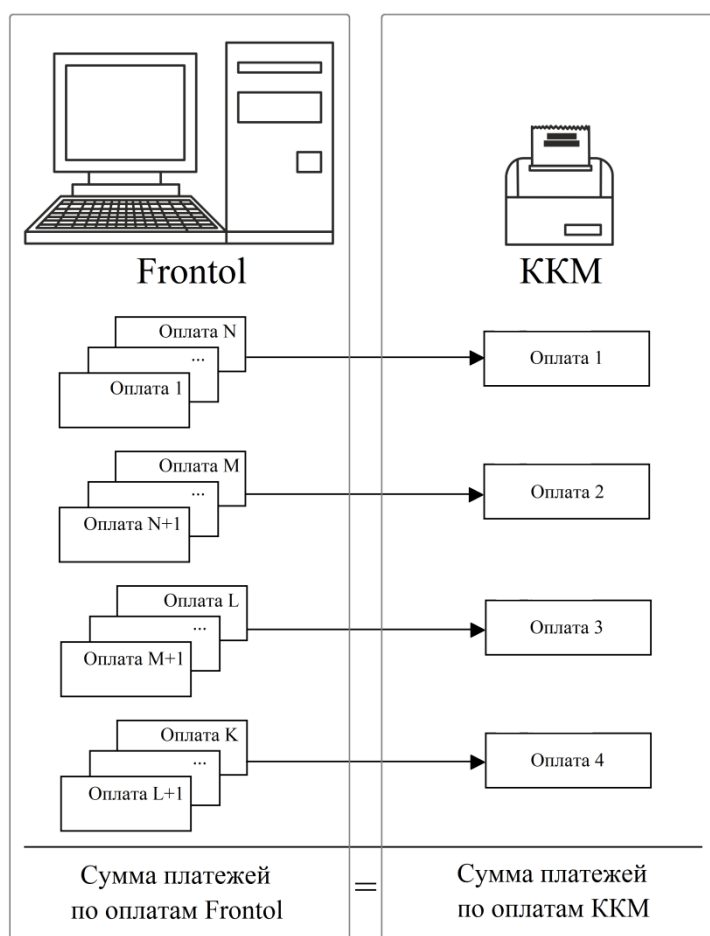 Frontol
ККМ
Оплата N
...
Оплата 1
Оплата 1
Оплата M
...
Оплата N+1
Оплата 2
Оплата L
...
Оплата M+1
Оплата 3
Оплата K
...
Оплата L+1
Оплата 4
Сумма платежей
по оплатам Frontol
=
Сумма платежей
по оплатам ККМ